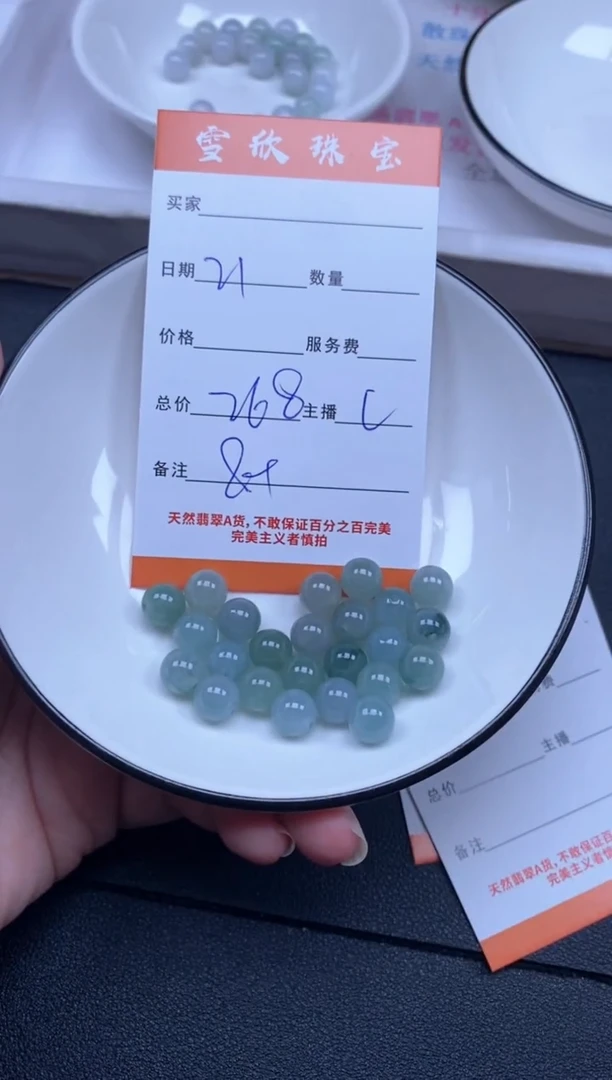 雪欣珠宝
买家
日期 21 数量
价格 服务费
总价 268 主播
备注
天然翡翠A货,不敢保证百分之百完美
完美主义者慎拍
主播
总价
备注
天然翡翠A货,不敢保证百
完美主义者慎